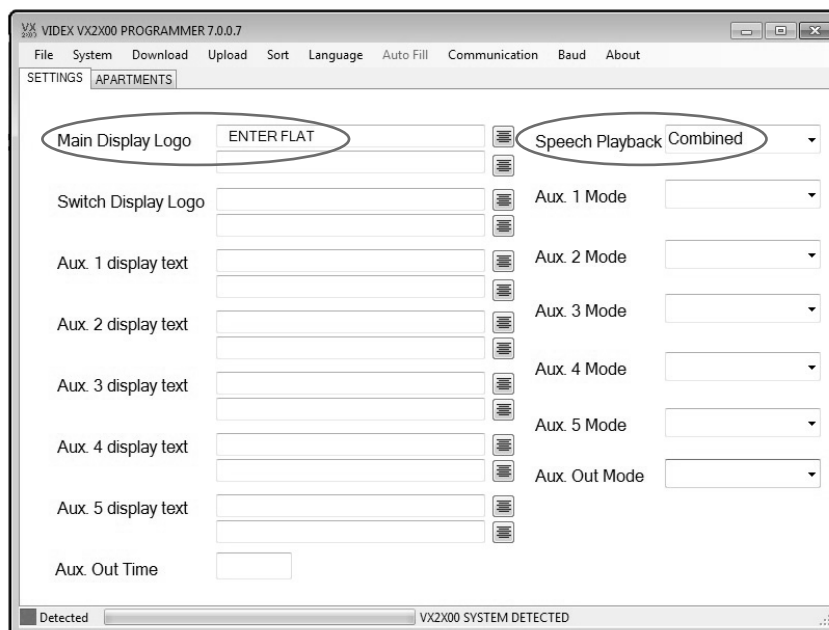 VX 2X00 VIDEX VX2X00 PROGRAMMER 7.0.0.7
File System Download Upload Sort Language Auto Fill Communication Baud About
SETTINGS APARTMENTS
Main Display Logo ENTER FLAT
Speech Playback Combined
Switch Display Logo
Aux. 1 Mode
Aux. 1 display text
Aux. 2 Mode
Aux. 2 display text
Aux. 3 Mode
Aux. 3 display text
Aux. 4 Mode
Aux. 4 display text
Aux. 5 Mode
Aux. 5 display text
Aux. Out Mode
Aux. Out Time
Detected VX2X00 SYSTEM DETECTED